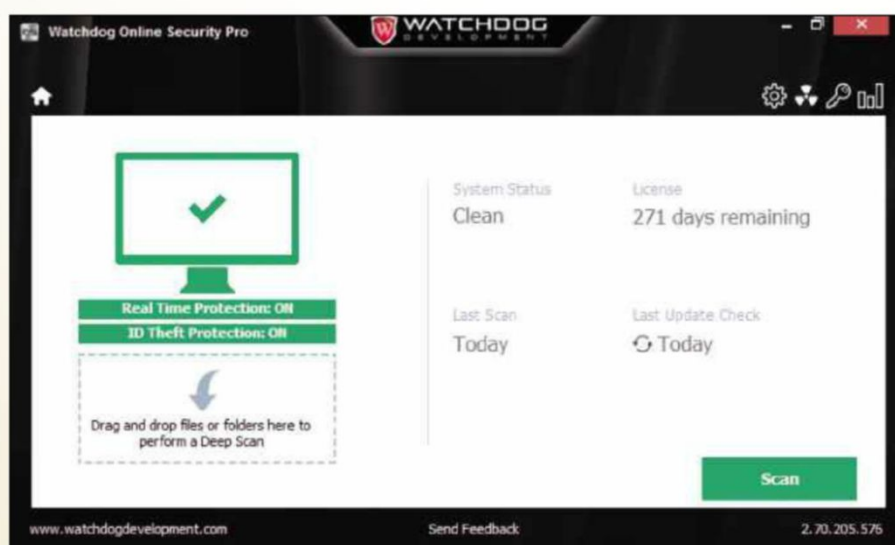 Watchdog Online Security Pro
WATCHDOG
DEVELOPMENT
System Status
Clean
License
271 days remaining
Real Time Protection: ON
ID Theft Protection: ON
Last Scan
Today
Last Update Check
Today
Drag and drop files or folders here to
perform a Deep Scan
Scan
www.watchdogdevelopment.com
Send Feedback
2.70.205.576